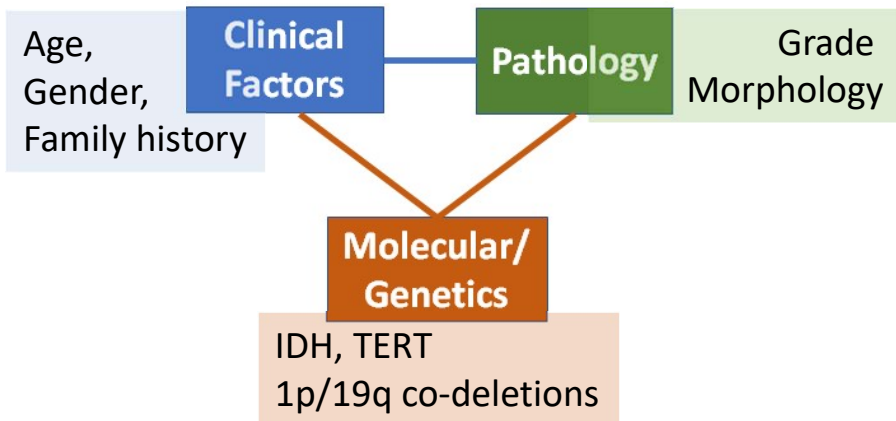 Age,
Gender,
Family history
Clinical
Factors
Pathology
Grade
Morphology
Molecular/
Genetics
IDH, TERT
1p/19q co-deletions